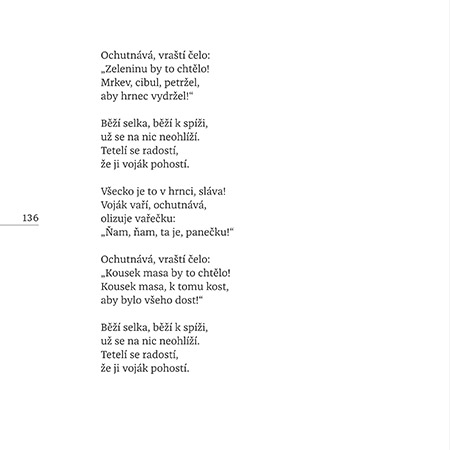 Ochutnává, vraští čelo:
„Zeleninu by to chtělo!
Mrkev, cibul, petržel,
aby hrnec vydržel!“
Běží selka, běží k spíži,
už se na nic neohlíží.
Tetelí se radostí,
že ji voják pohostí.
Všecko je to v hrnci, sláva!
Voják vaří, ochutnává,
olizuje vařečku:
„Ňam, ňam, ta je, panečku!“
136
Ochutnává, vraští čelo:
„Kousek masa by to chtělo!
Kousek masa, k tomu kost,
aby bylo všeho dost!“
Běží selka, běží k spíži,
už se na nic neohlíží.
Tetelí se radostí,
že ji voják pohostí.